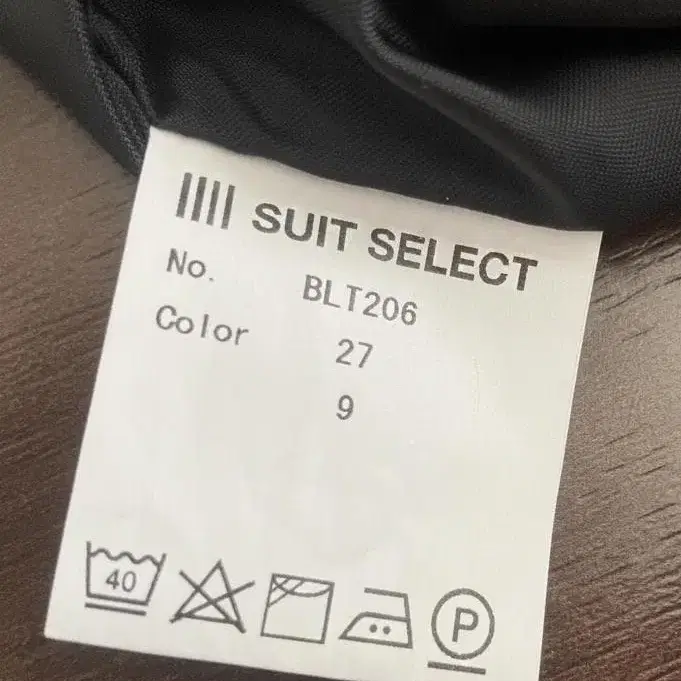 SUIT SELECT
No. BLT206
Color 27
9
40 P